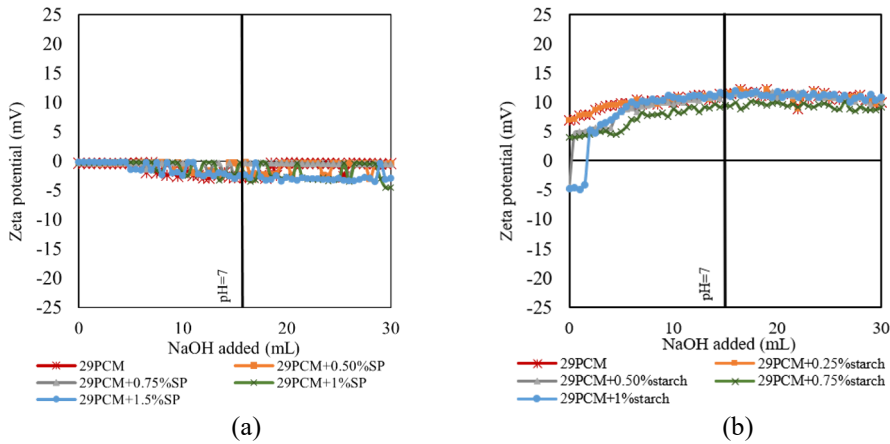 25
20
15
10
5
0
-5
-10
-15
-20
-25
Zeta potential (mV)
pH=7
0 10 20 30
NaOH added (mL)
29PCM 29PCM+0.50%SP
29PCM+0.75%SP 29PCM+1%SP
29PCM+1.5%SP
(a)
25
20
15
10
5
0
-5
-10
-15
-20
-25
Zeta potential (mV)
pH=7
0 10 20 30
NaOH added (mL)
29PCM 29PCM+0.25%starch
29PCM+0.50%starch 29PCM+0.75%starch
29PCM+1%starch
(b)